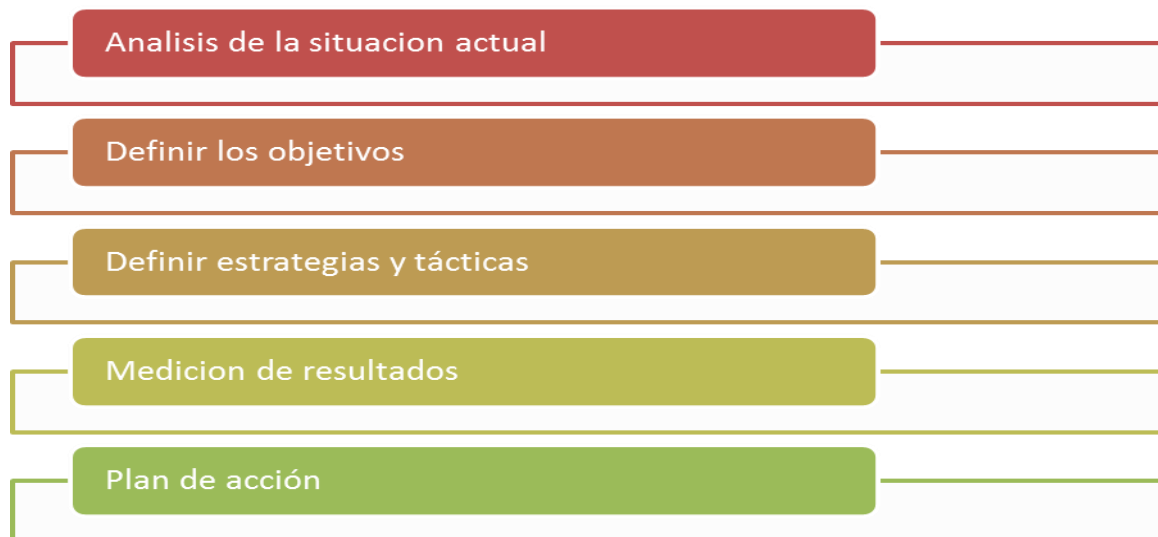 Analisis de la situacion actual
Definir los objetivos
Definir estrategias y tácticas
Medicion de resultados
Plan de acción